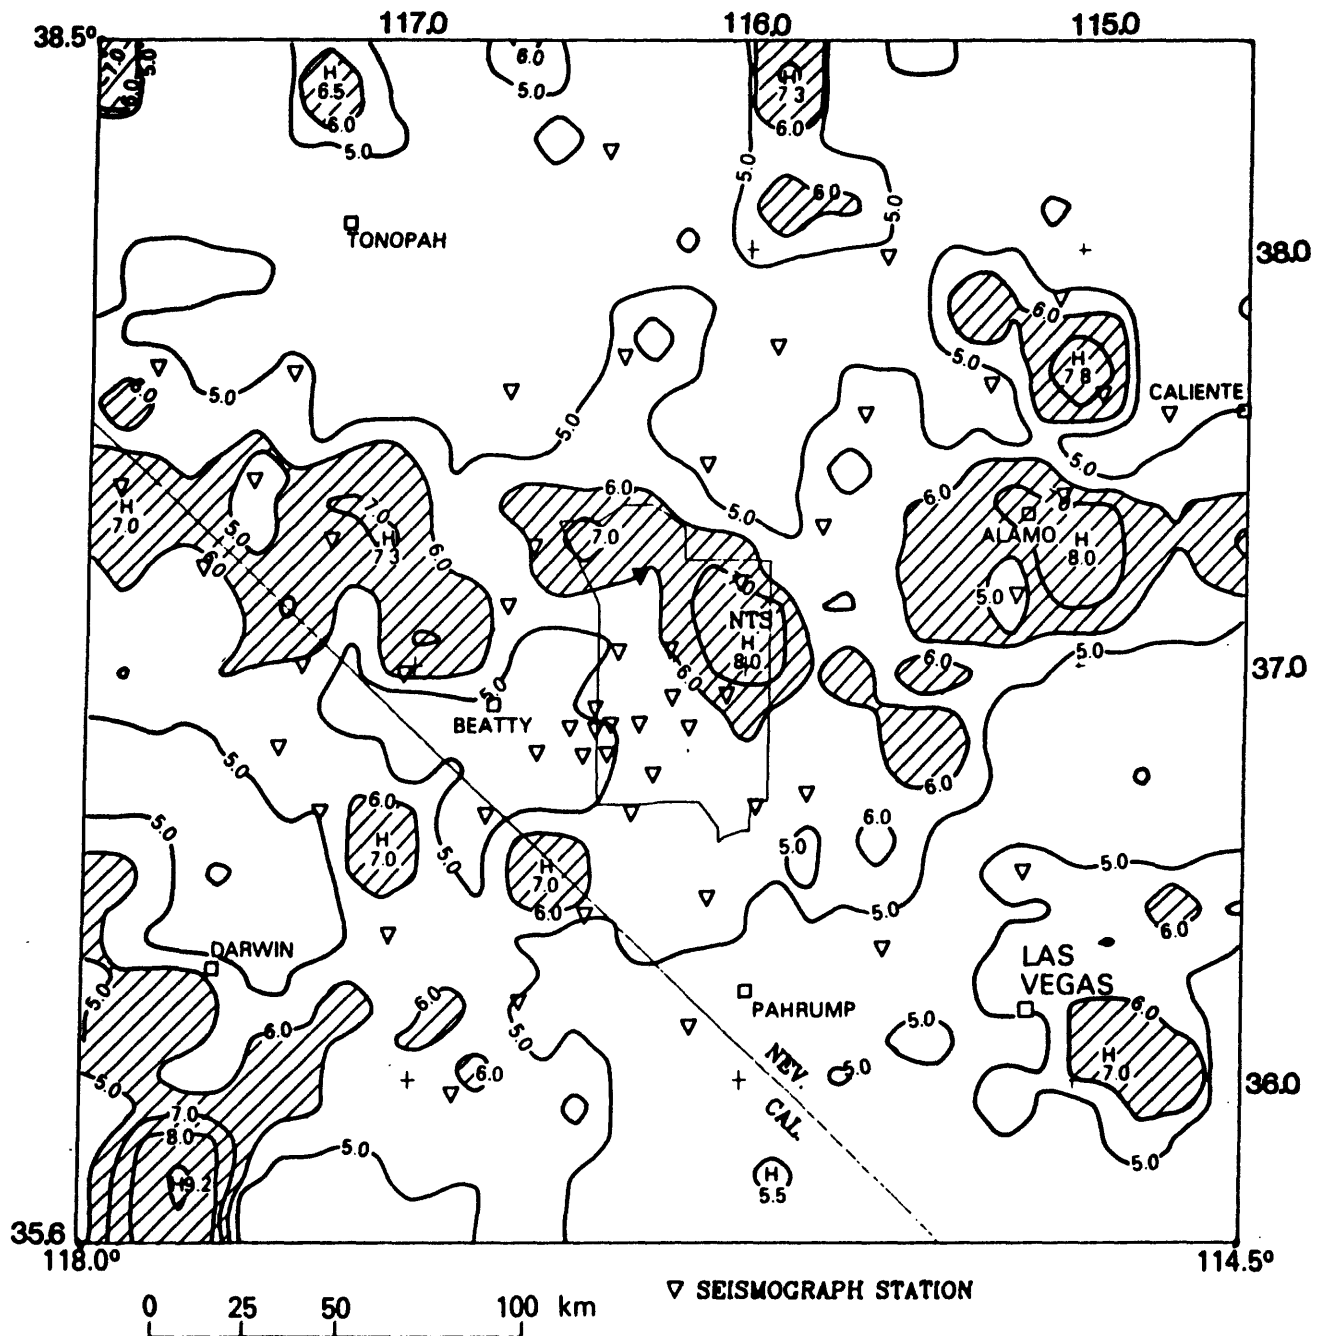 117.0 116.0 115.0
38.5°
7.0 6.0 5.0
H 6.5 6.0 5.0
6.0 5.0
H 7.3 6.0
5.0 6.0 5.0
TONOPAH
38.0
6.0
5.0 H 7.8
CALIENTE
6.0 5.0 5.0
5.0
6.0 6.0 5.0
H 7.0 7.0 7.0
5.0 H 7.3 6.0
ALAMO
H 8.0
6.0 5.0
NTS
H 8.0
6.0 6.0 5.0
37.0
5.0
BEATTY
5.0 6.0
6.0 6.0
5.0 H 7.0 5.0 5.0
5.0 H 7.0
6.0 5.0 6.0
DARWIN
LAS
VEGAS
5.0 6.0
PAHRUMP
6.0
6.0 5.0 5.0
NEV.
5.0 6.0 5.0 H 7.0
36.0
CAL.
7.0
8.0
5.0 5.0
H9.2
H
5.5
35.6
118.0° 114.5°
SEISMOGRAPH STATION
0 25 50 100 km